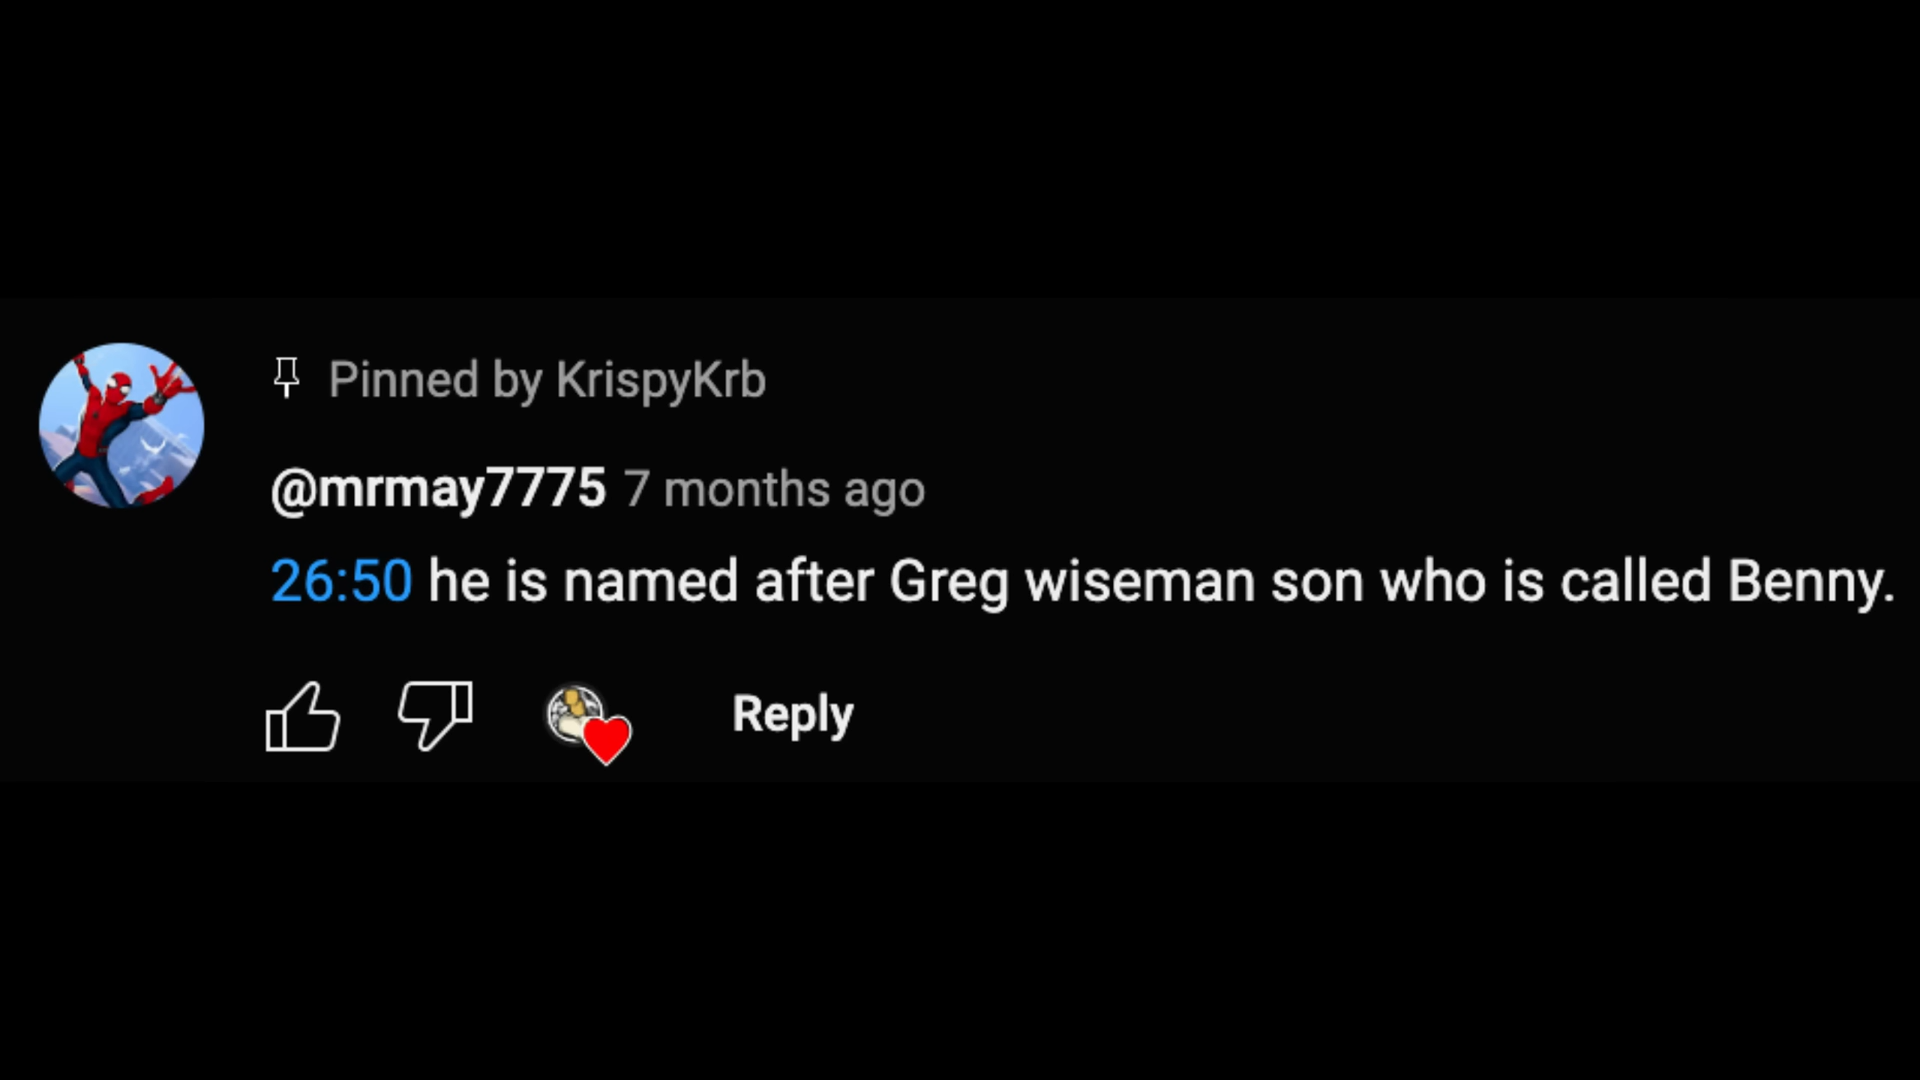 Pinned by KrispyKrb
@mrmay7775 7 months ago
26:50 he is named after Greg wiseman son who is called Benny.
Reply